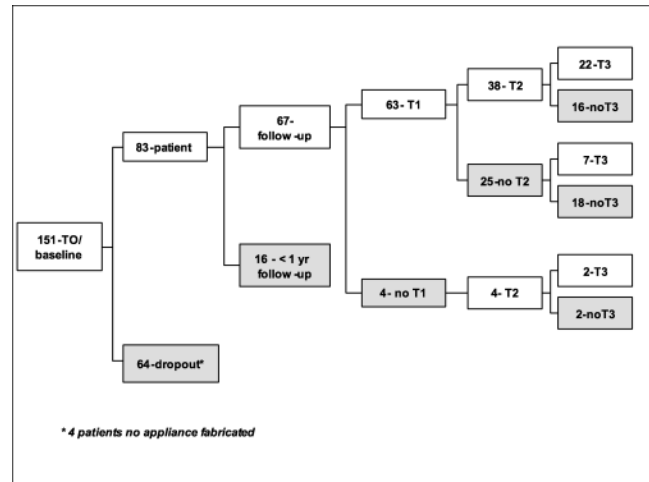 22-T3
38- T2
63- T1
16-noT3
67-
follow -up
83-patient
7-T3
25-no T2
18-noT3
151-TO/
baseline
16 - < 1 yr
follow -up
2-T3
4- no T1
4- T2
2-noT3
64-dropout*
* 4 patients no appliance fabricated